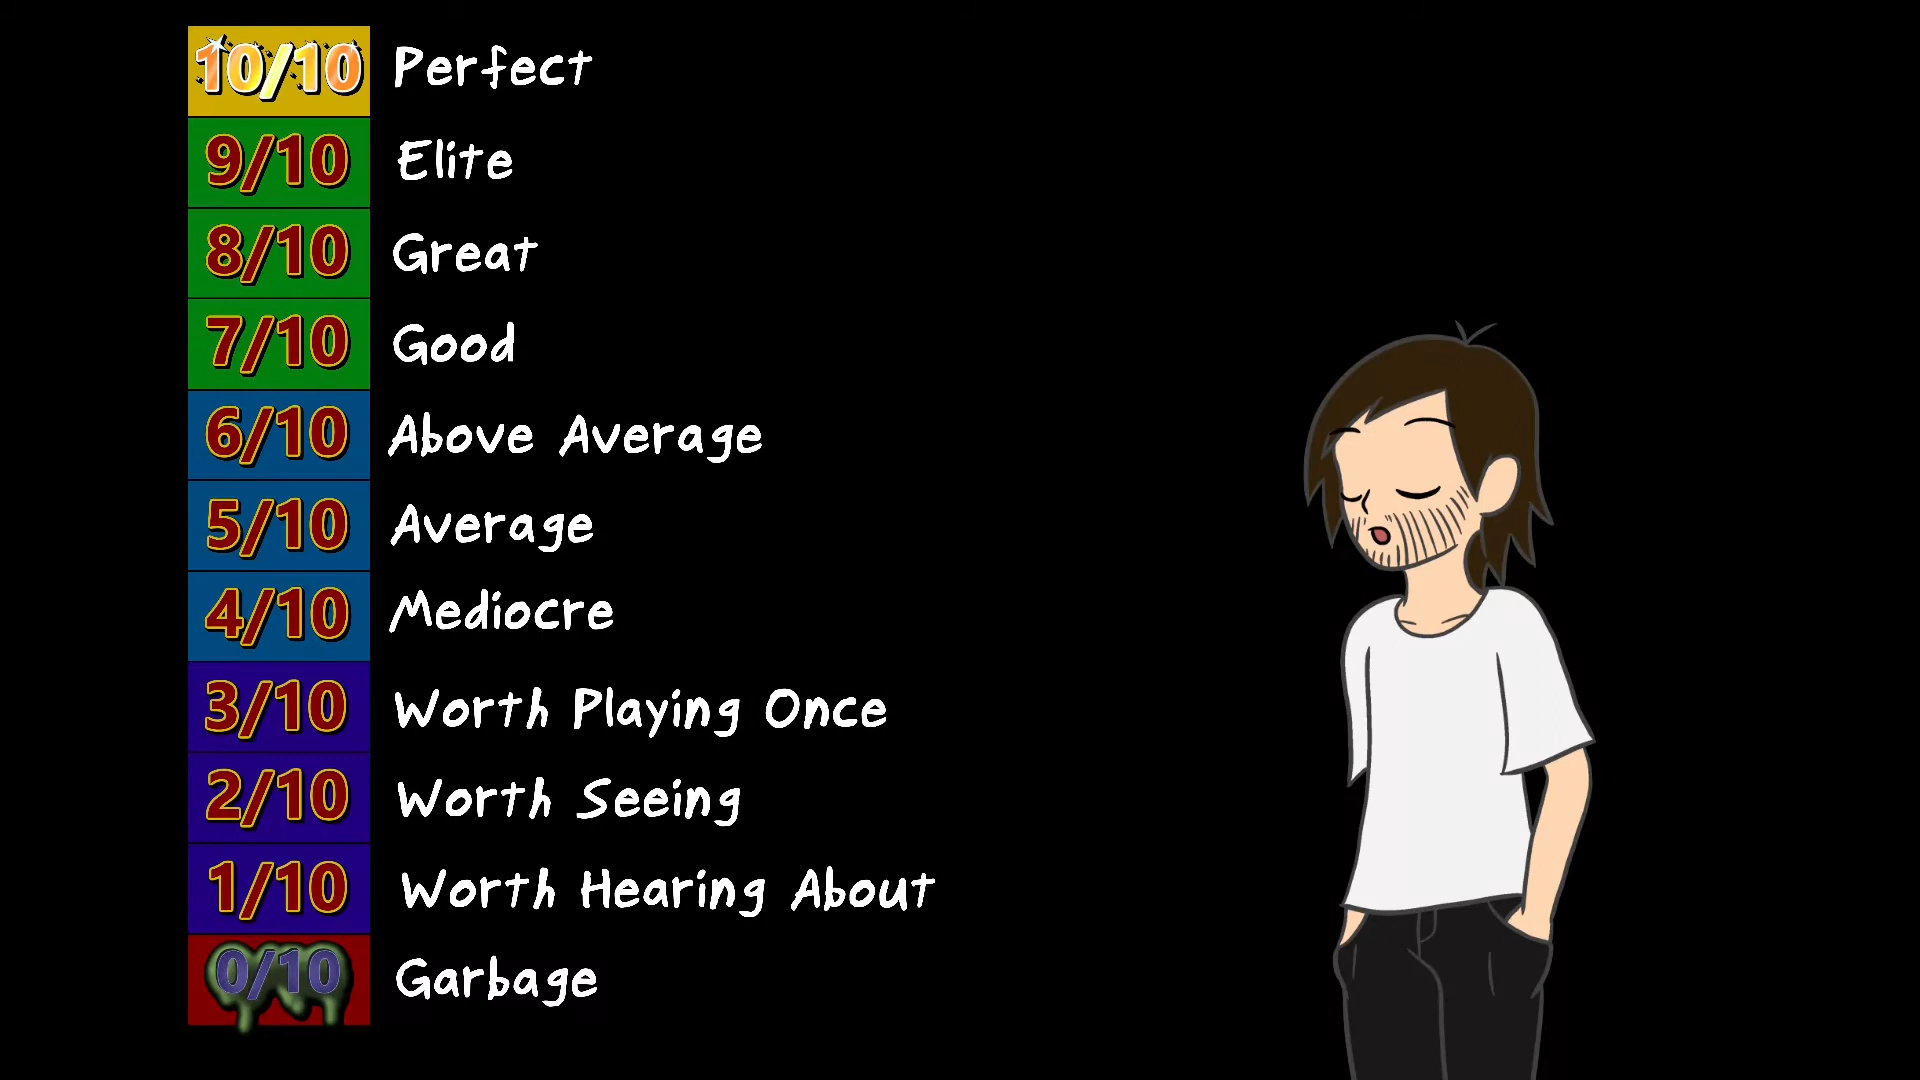 10/10 Perfect
9/10 Elite
8/10 Great
7/10 Good
6/10 Above Average
5/10 Average
4/10 Mediocre
3/10 Worth Playing Once
2/10 Worth Seeing
1/10 Worth Hearing About
0/10 Garbage